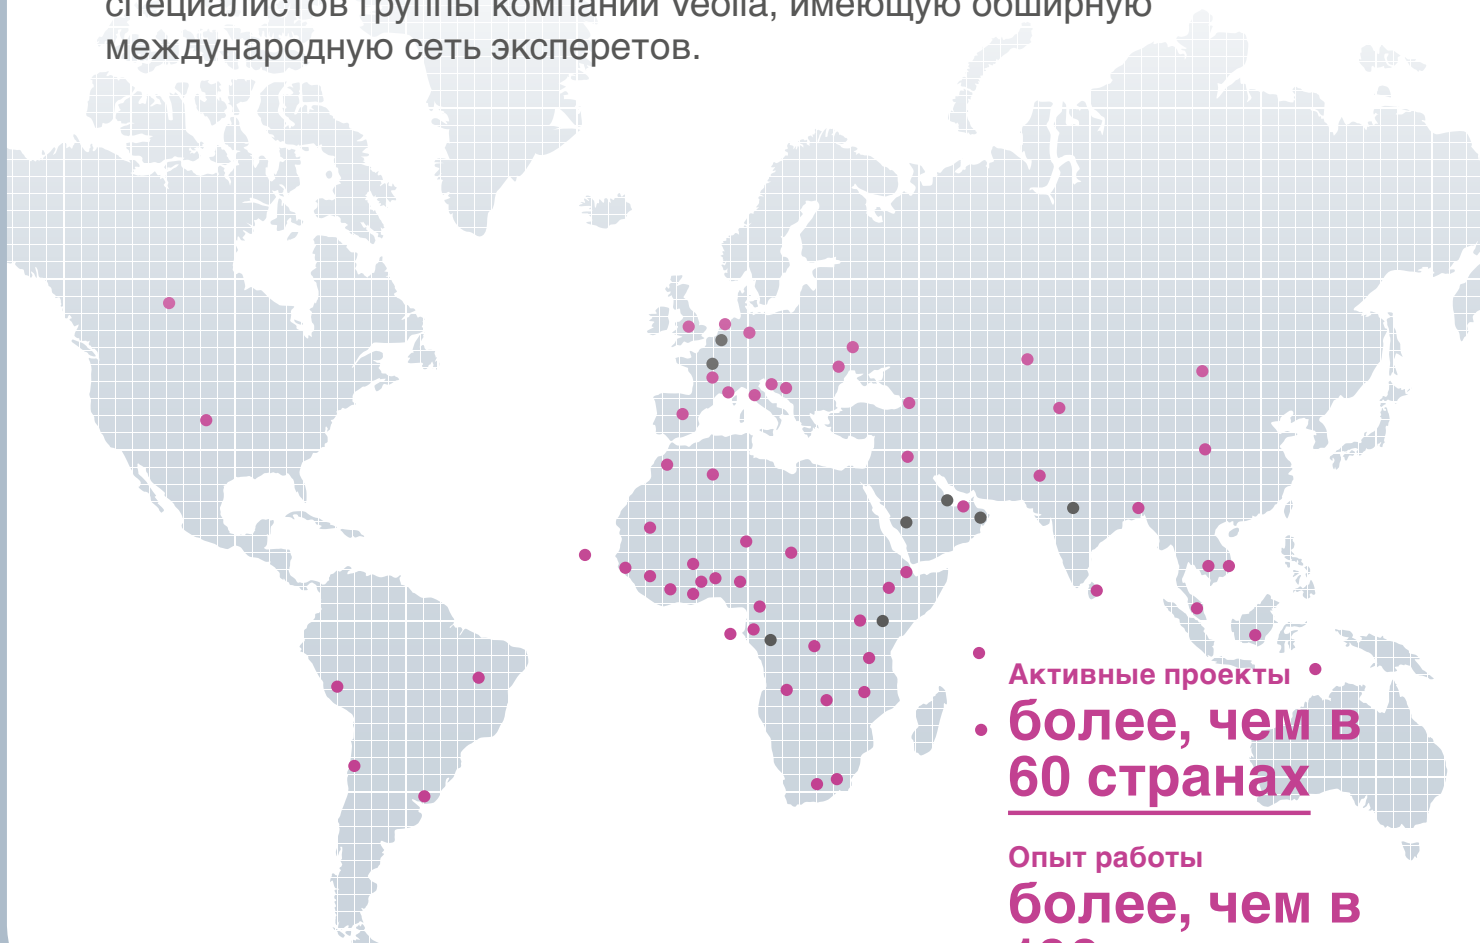 специалистов группы компаний Veolia, имеющую обширную
международную сеть эксперетов.
Активные проекты
более, чем в
60 странах
Опыт работы
более, чем в